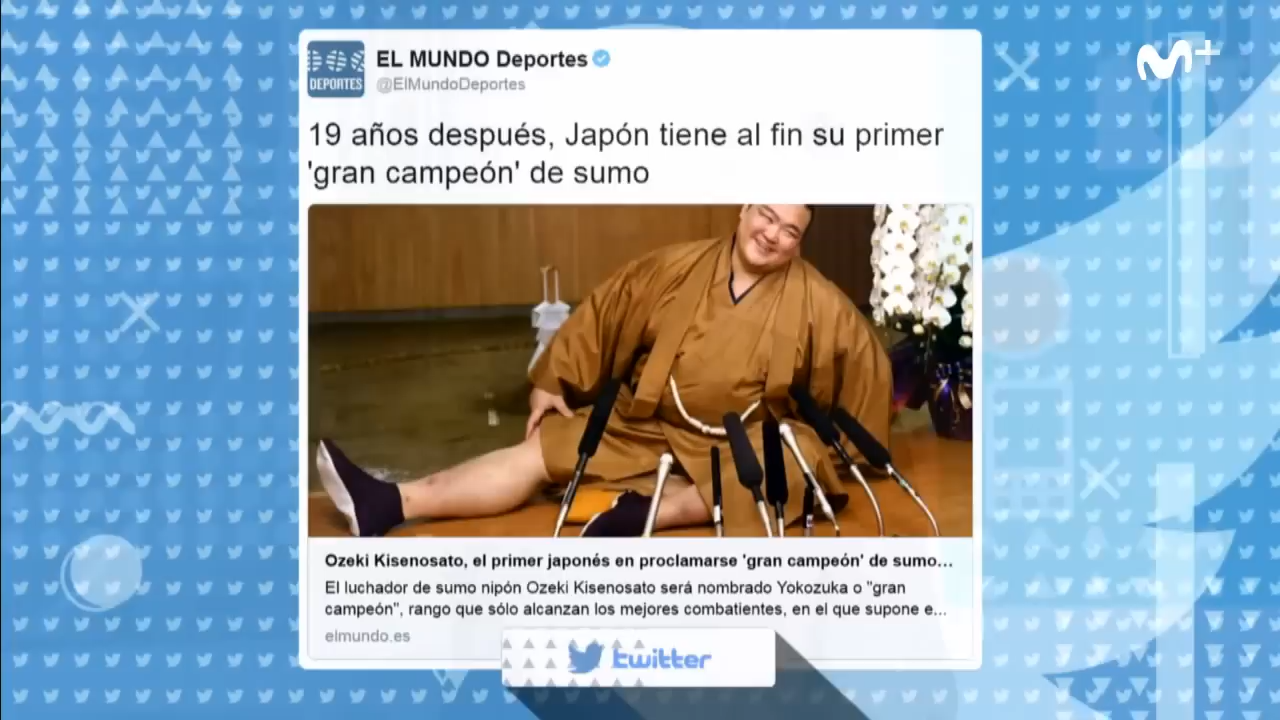 EL MUNDO Deportes
DEPORTES
@ElMundoDeportes
M+
19 años después, Japón tiene al fin su primer
'gran campeón' de sumo
Ozeki Kisenosato, el primer japonés en proclamarse 'gran campeón' de sumo...
El luchador de sumo nipón Ozeki Kisenosato será nombrado Yokozuka o "gran
campeón", rango que sólo alcanzan los mejores combatientes, en el que supone e...
elmundo.es
twitter